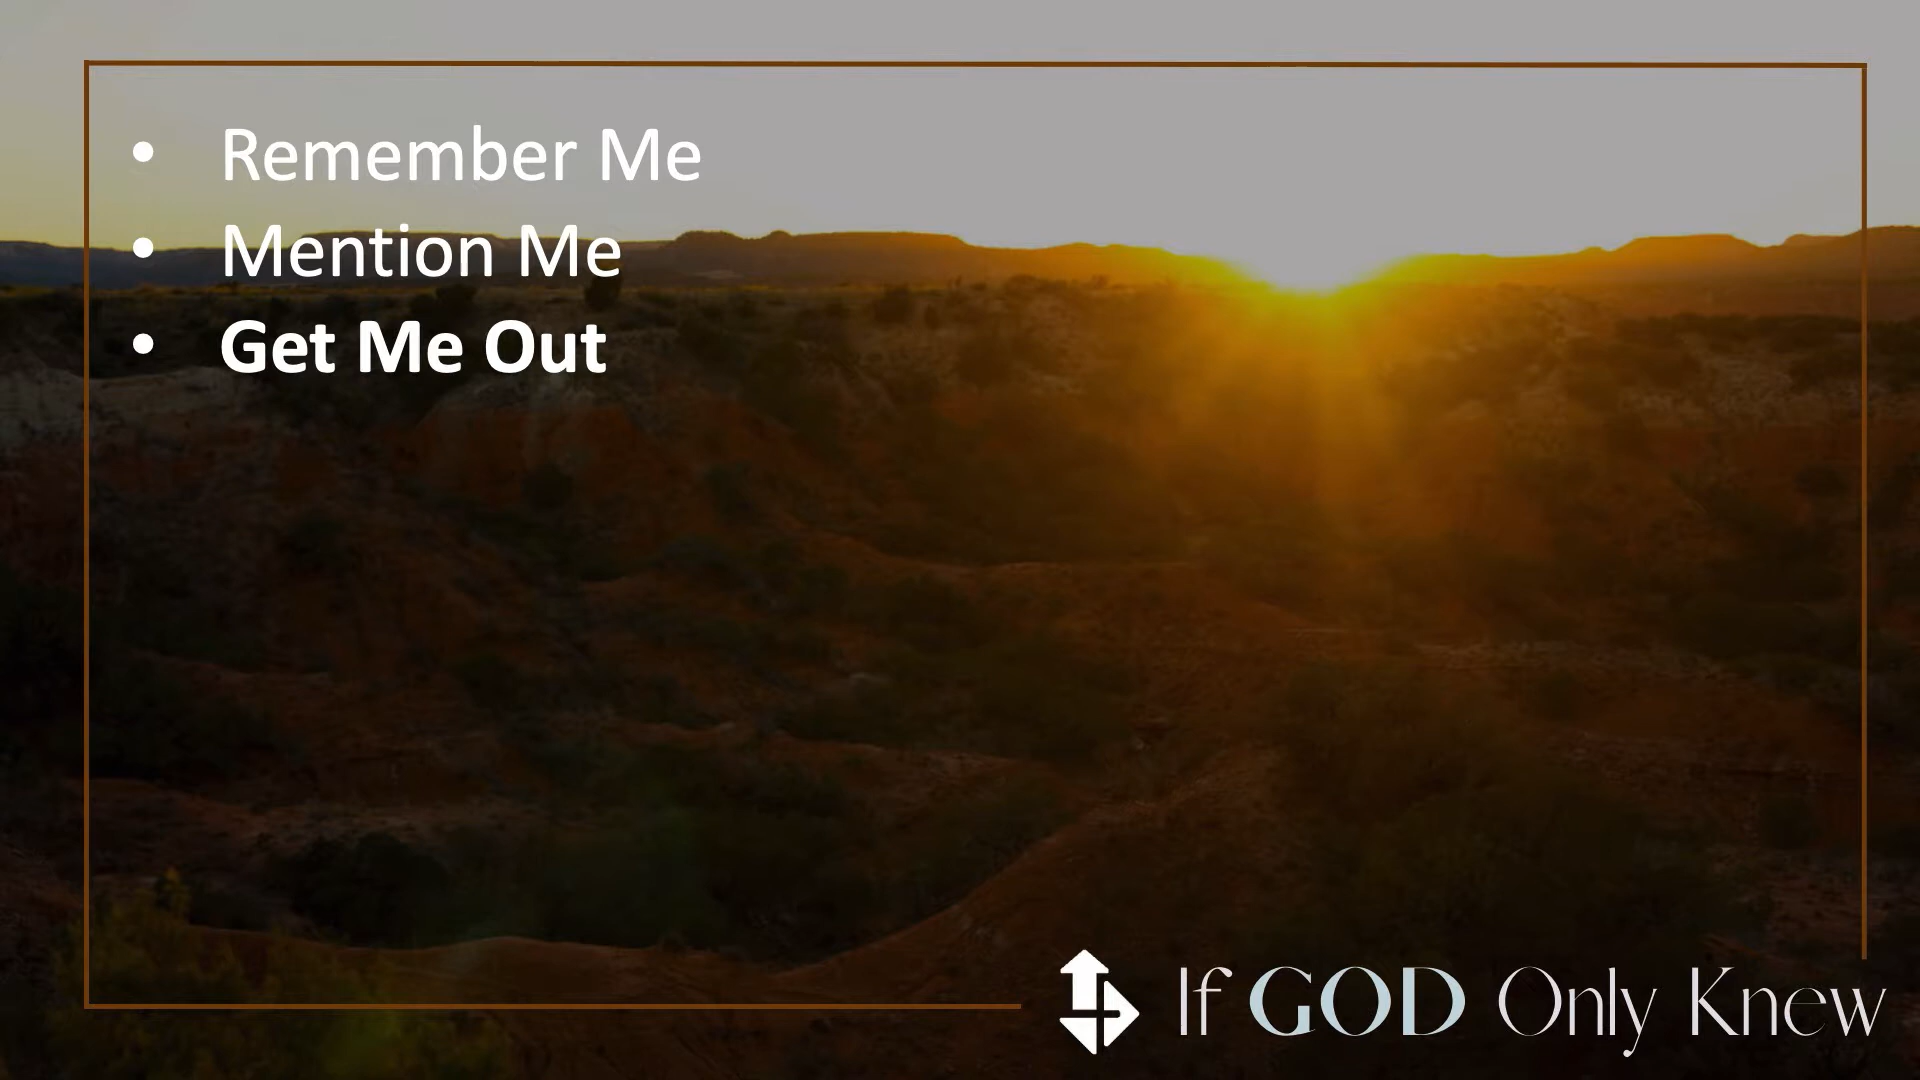 • Remember Me
• Mention Me
• Get Me Out
If GOD Only Knew